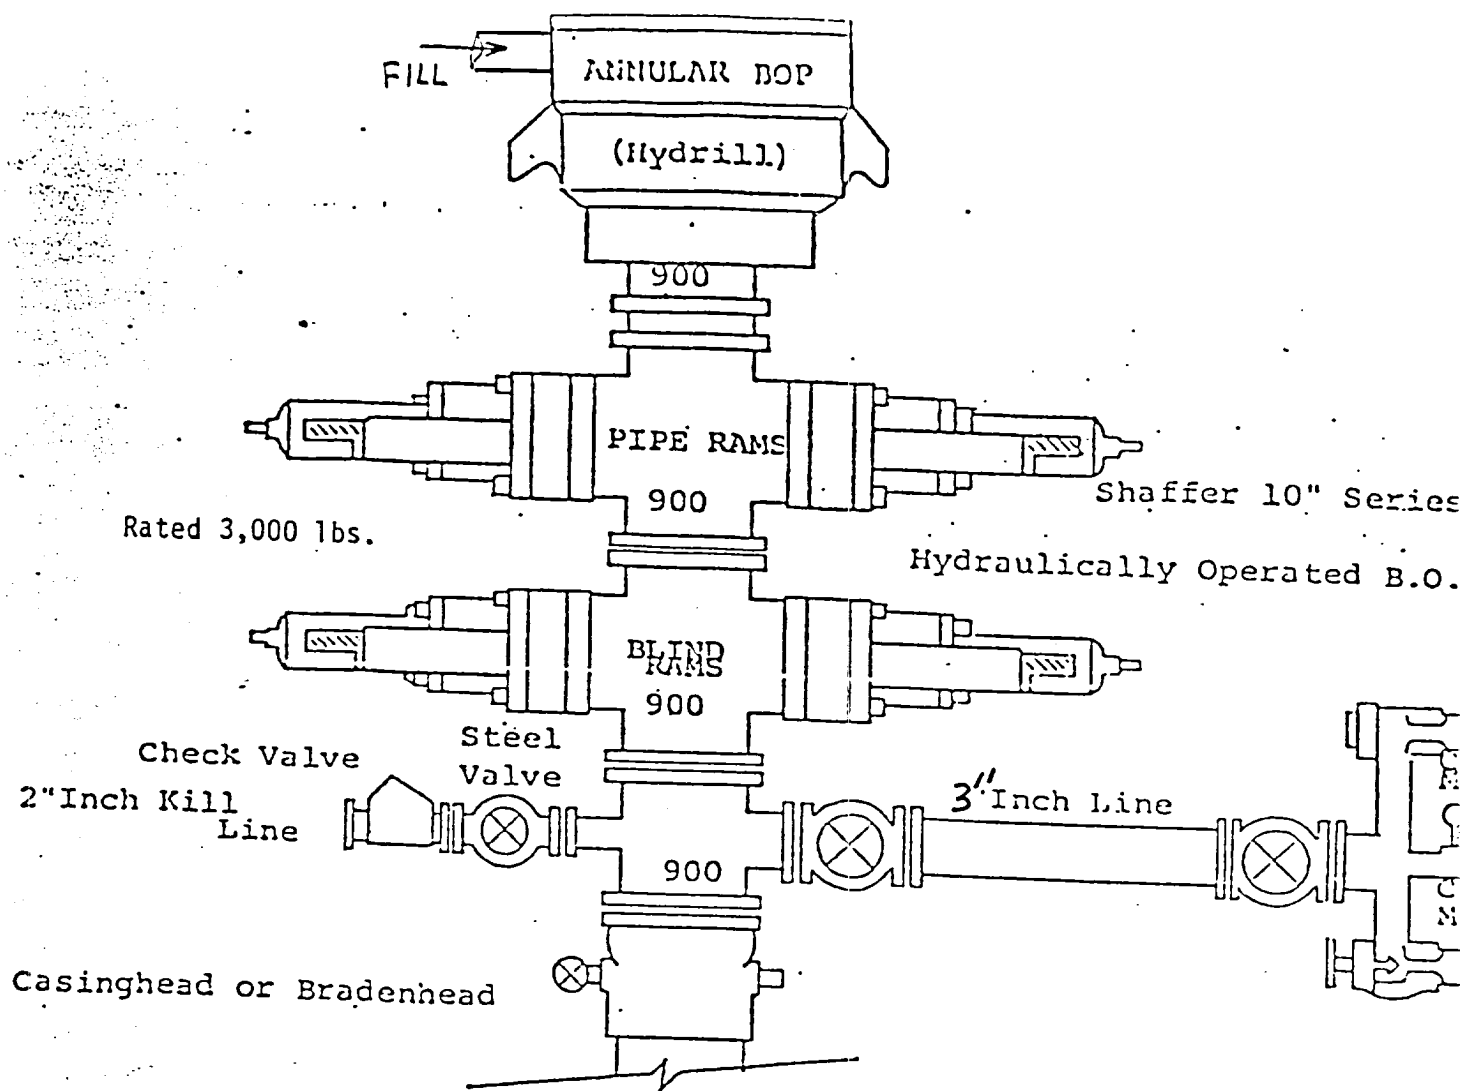 FILL
ANNULAR BOP
(Hydrill)
900
PIPE RAMS
900
Shaffer 10" Series
Rated 3,000 lbs.
Hydraulically Operated B.O.
BLIND
RAMS
900
Steel
Valve
Check Valve
2"Inch Kill
Line
3"Inch Line
900
M
C
M
Casinghead or Bradenhead